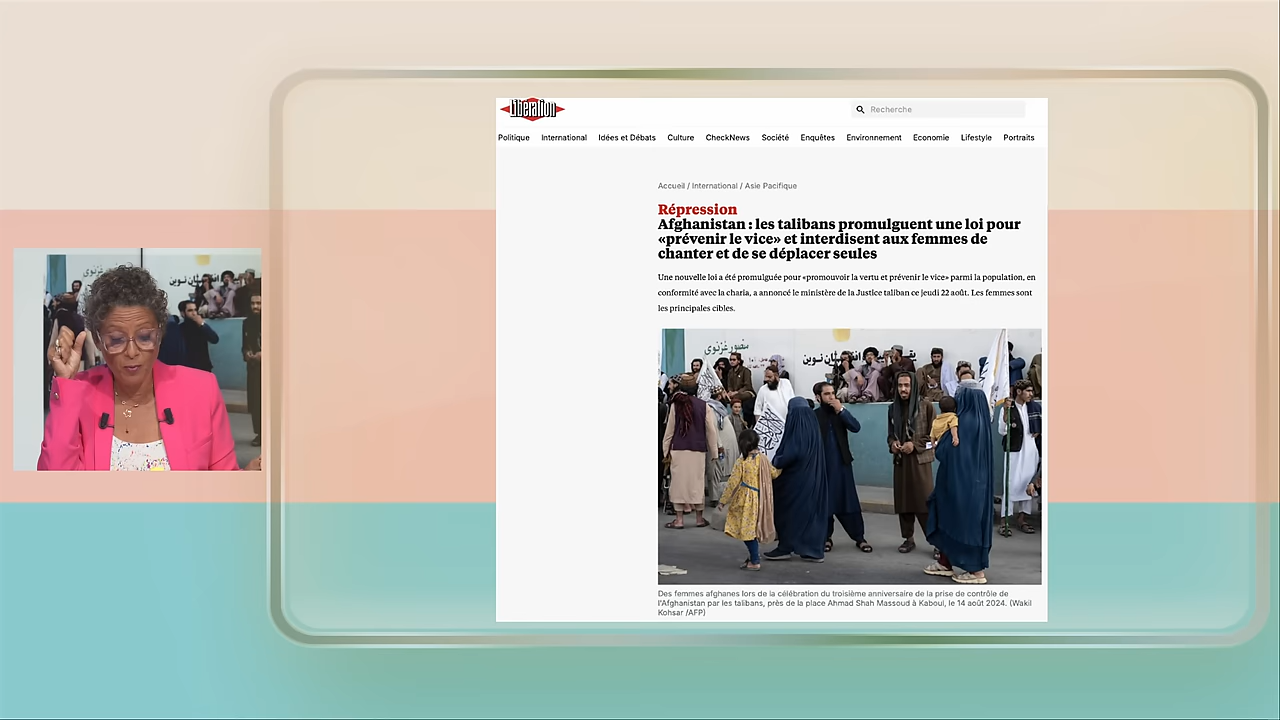 Libération
Recherche
Politique International Idées et Débats Culture CheckNews Société Enquêtes Environnement Economie Lifestyle Portraits
Accueil / International / Asie Pacifique
Répression
Afghanistan : les talibans promulguent une loi pour
«prévenir le vice» et interdisent aux femmes de
chanter et de se déplacer seules
Une nouvelle loi a été promulguée pour «promouvoir la vertu et prévenir le vice» parmi la population, en
conformité avec la charia, a annoncé le ministère de la Justice taliban ce jeudi 22 août. Les femmes sont
les principales cibles.
منصور غزنوی
Des femmes afghanes lors de la célébration du troisième anniversaire de la prise de contrôle de
l'Afghanistan par les talibans, près de la place Ahmad Shah Massoud à Kaboul, le 14 août 2024. (Wakil
Kohsar /AFP)